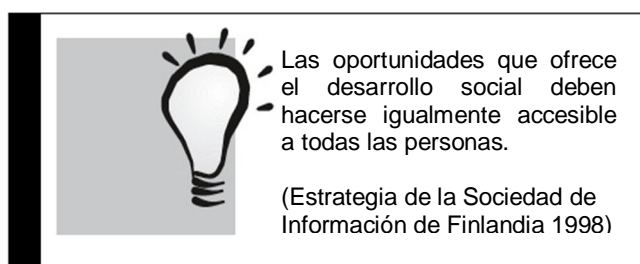 Las oportunidades que ofrece
el desarrollo social deben
hacerse igualmente accesible
a todas las personas.
(Estrategia de la Sociedad de
Información de Finlandia 1998)